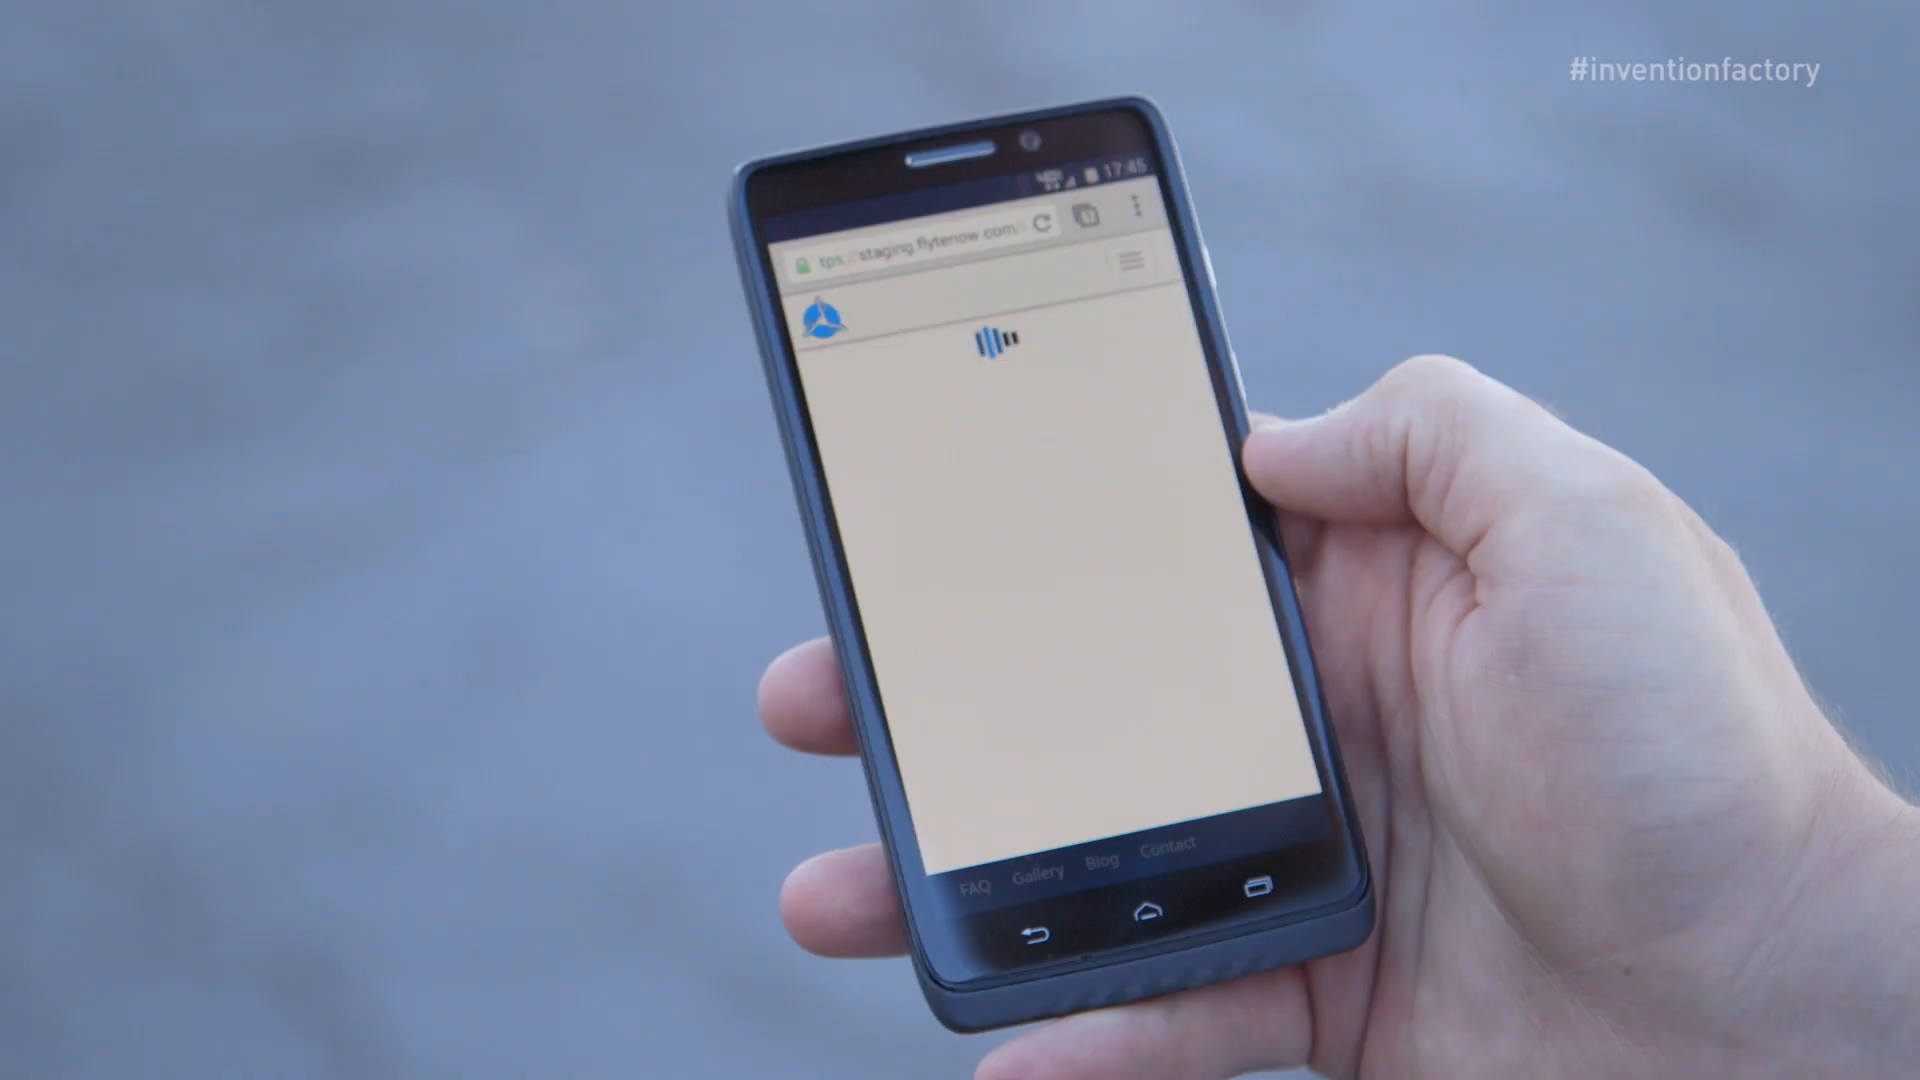 #inventionfactory
17:45
tps://staging.flytenow.com/
FAQ Gallery Blog Contact